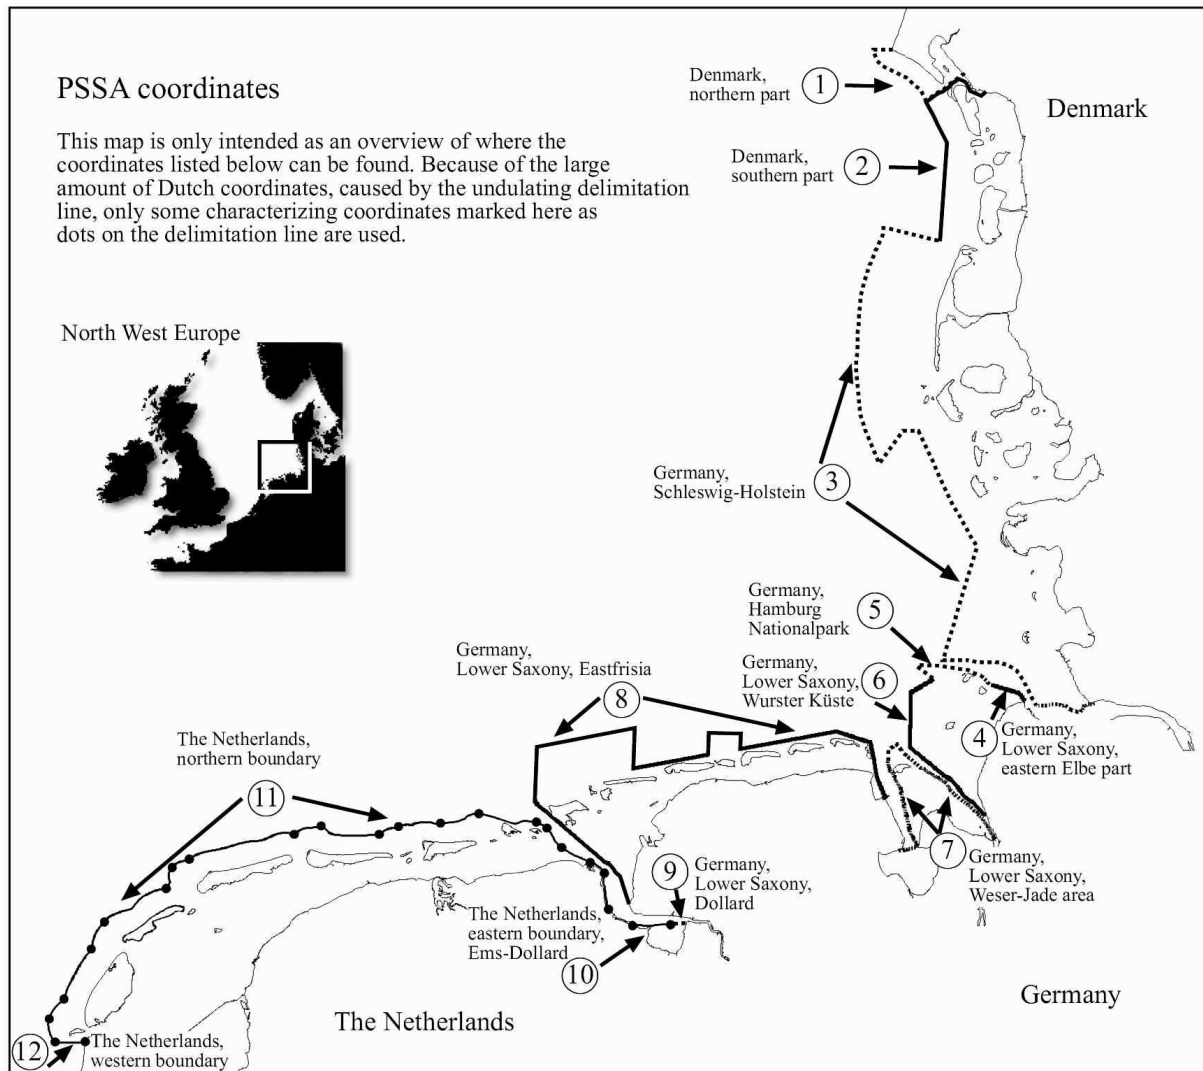 PSSA coordinates
This map is only intended as an overview of where the
coordinates listed below can be found. Because of the large
amount of Dutch coordinates, caused by the undulating delimitation
line, only some characterizing coordinates marked here as
dots on the delimitation line are used.
North West Europe
Denmark,
northern part
1
Denmark
Denmark,
southern part
2
Germany,
Schleswig-Holstein
3
Germany,
Hamburg
Nationalpark
5
Germany,
Lower Saxony,
Wurster Küste
6
Germany,
Lower Saxony, Eastfrisia
8
4
Germany,
Lower Saxony,
eastern Elbe part
The Netherlands,
northern boundary
11
7
Germany,
Lower Saxony,
Weser-Jade area
9
Germany,
Lower Saxony,
Dollard
The Netherlands,
eastern boundary,
Ems-Dollard
10
Germany
The Netherlands
12
The Netherlands,
western boundary